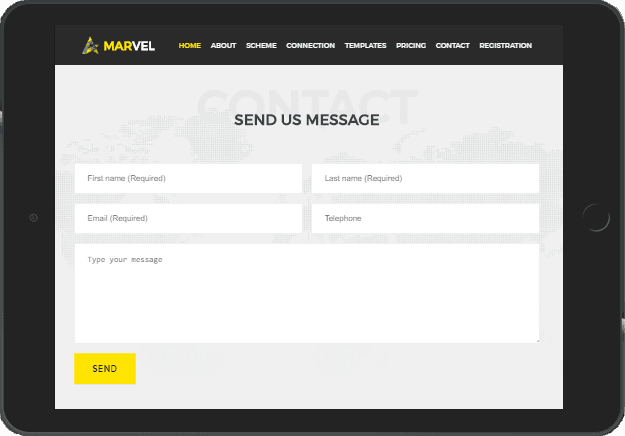 MARVEL HOME ABOUT SCHEME CONNECTION TEMPLATES PRICING CONTACT REGISTRATION
CONTACT
SEND US MESSAGE
First name (Required) Last name (Required)
Email (Required) Telephone
Type your message
SEND